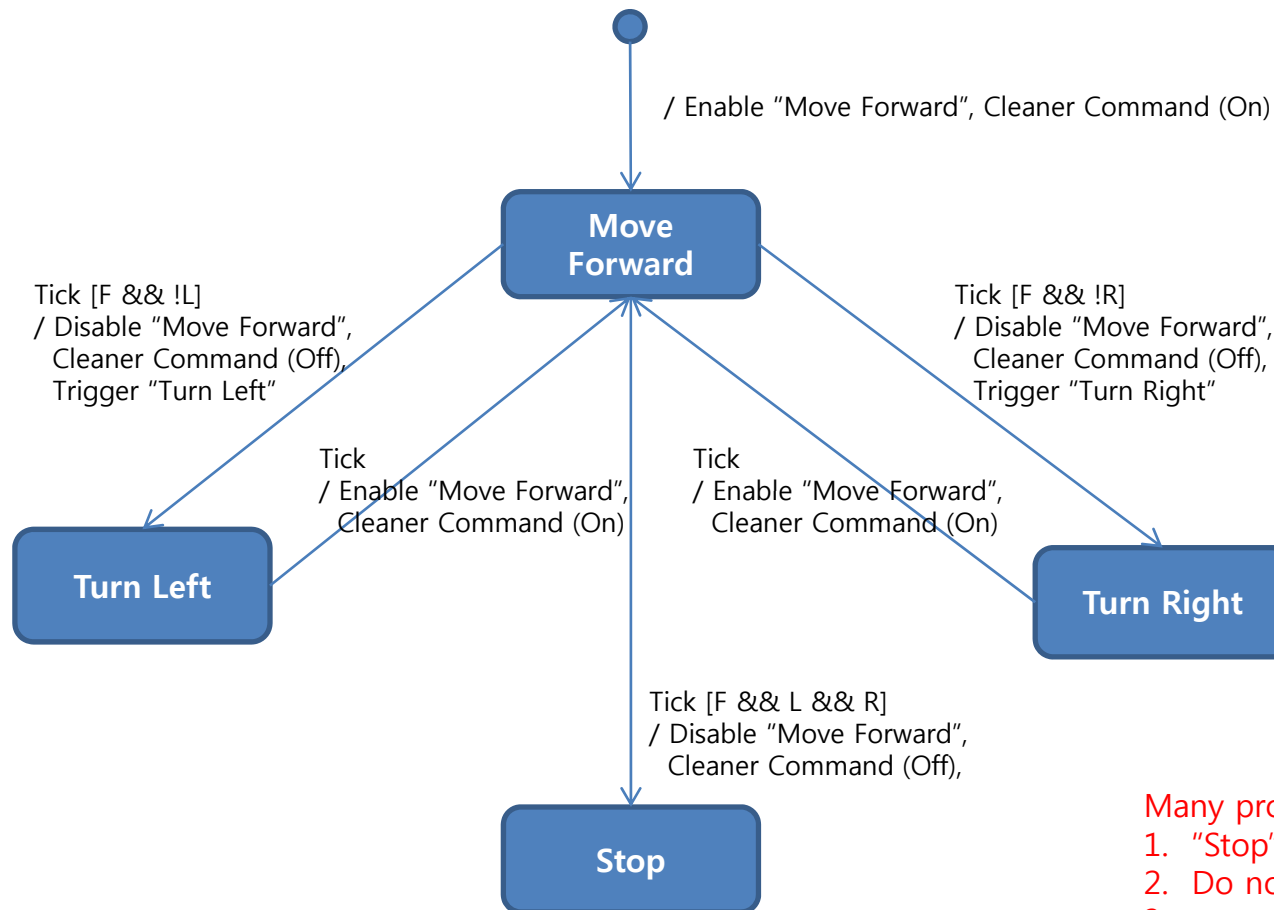 / Enable “Move Forward”, Cleaner Command (On)
Move
Forward
Tick [F && !L]
/ Disable “Move Forward”,
Cleaner Command (Off),
Trigger “Turn Left”
Tick [F && !R]
/ Disable “Move Forward”,
Cleaner Command (Off),
Trigger “Turn Right”
Tick
/ Enable “Move Forward”,
Cleaner Command (On)
Tick
/ Enable “Move Forward”,
Cleaner Command (On)
Turn Left
Turn Right
Tick [F && L && R]
/ Disable “Move Forward”,
Cleaner Command (Off),
Stop
Many
1. “Stop”
2. Do